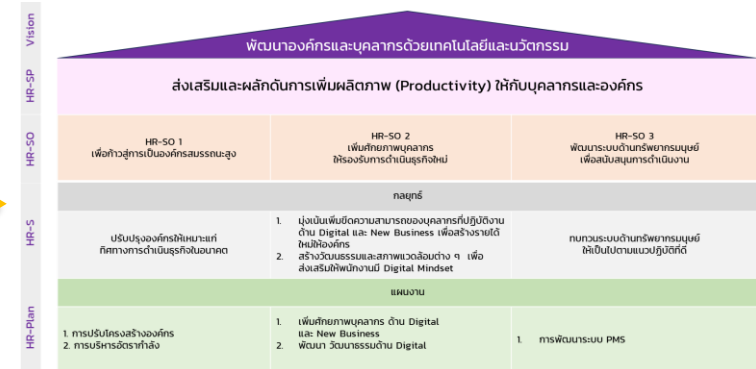 Vision
พัฒนาองค์กรและบุคลากรด้วยเทคโนโลยีและนวัตกรรม
HR-SP
ส่งเสริมและผลักดันการเพิ่มผลิตภาพ (Productivity) ให้กับบุคลากรและองค์กร
HR-SO
HR-SO 1
เพื่อก้าวสู่การเป็นองค์กรสมรรถนะสูง
HR-SO 2
เพิ่มศักยภาพบุคลากร
ให้รองรับการดำเนินธุรกิจใหม่
HR-SO 3
พัฒนาระบบด้านทรัพยากรมนุษย์
เพื่อสนับสนุนการดำเนินงาน
HR-S
กลยุทธ์
ปรับปรุงองค์กรให้เหมาะแก่
ทิศทางการดำเนินธุรกิจในอนาคต
1. มุ่งเน้นเพิ่มขีดความสามารถของบุคลากรที่ปฏิบัติงาน
ด้าน Digital และ New Business เพื่อสร้างรายได้
ใหม่ให้องค์กร
2. สร้างวัฒนธรรมและสภาพแวดล้อมต่าง ๆ เพื่อ
ส่งเสริมให้พนักงานมี Digital Mindset
ทบทวนระบบด้านทรัพยากรมนุษย์
ให้เป็นไปตามแนวปฏิบัติที่ดี
HR-Plan
แผนงาน
1. การปรับโครงสร้างองค์กร
2. การบริหารอัตรากำลัง
1. เพิ่มศักยภาพบุคลากร ด้าน Digital
และ New Business
2. พัฒนา วัฒนาธรรมด้าน Digital
1. การพัฒนาระบบ PMS